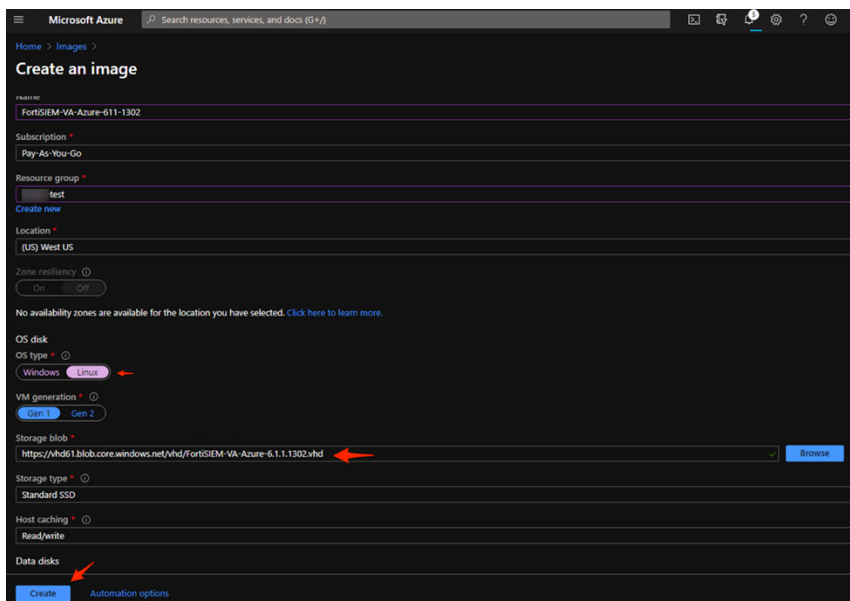 Microsoft Azure
Search resources, services, and docs (G+/)
3
?
Home > Images >
Create an image
Name
FortiSIEM-VA-Azure-611-1302
Subscription *
Pay-As-You-Go
Resource group *
-test
Create new
Location *
(US) West US
Zone resiliency
On Off
No availability zones are available for the location you have selected. Click here to learn more.
OS disk
OS type *
Windows Linux
VM generation *
Gen 1 Gen 2
Storage blob *
https://vhd61.blob.core.windows.net/vhd/FortiSIEM-VA-Azure-6.1.1.1302.vhd
Browse
Storage type *
Standard SSD
Host caching *
Read/write
Data disks
Create Automation options